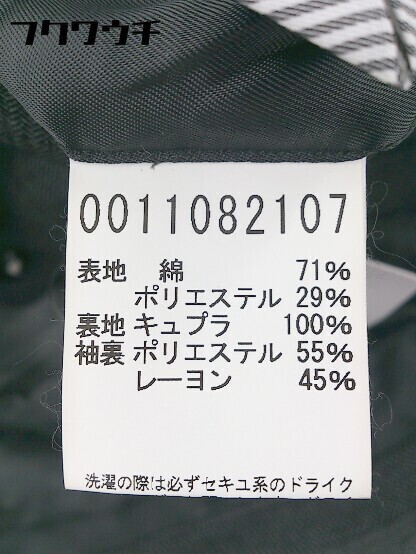 フクワウチ
0011082107
表地 綿 71%
ポリエステル 29%
裏地 キュプラ 100%
袖裏 ポリエステル 55%
レーヨン 45%
洗濯の際は必ずセキユ系のドライク